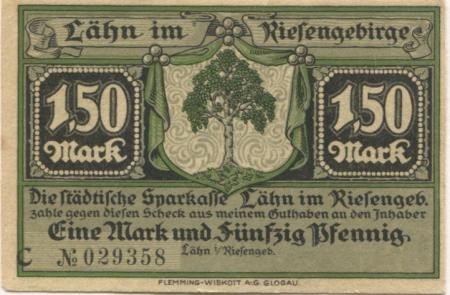 Lähn im Riesengebirge
1,50 Mark
1,50 Mark
Die städtische Sparkasse Lähn im Riesengeb.
zahle gegen diesen Scheck aus meinem Guthaben an den Inhaber
Eine Mark und Fünfzig Pfennig.
Lähn i/Riesengeb.
C № 029358
FLEMMING-WISKOTT A.G. GLOGAU.